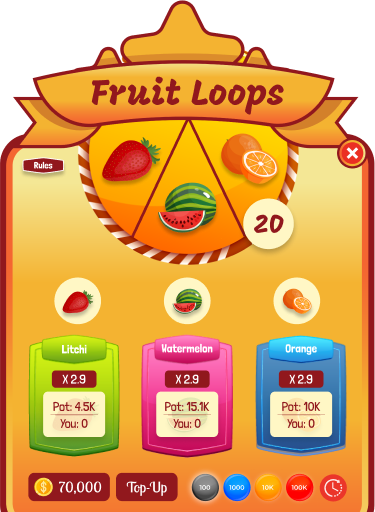 Fruit Loops
Rules
20
Litchi
Watermelon
Orange
X 2.9
X 2.9
X 2.9
Pot: 4.5K
Pot: 15.1K
Pot: 10K
You: 0
You: 0
You: 0
$ 70,000
Top-Up
100
1000
10K
100K